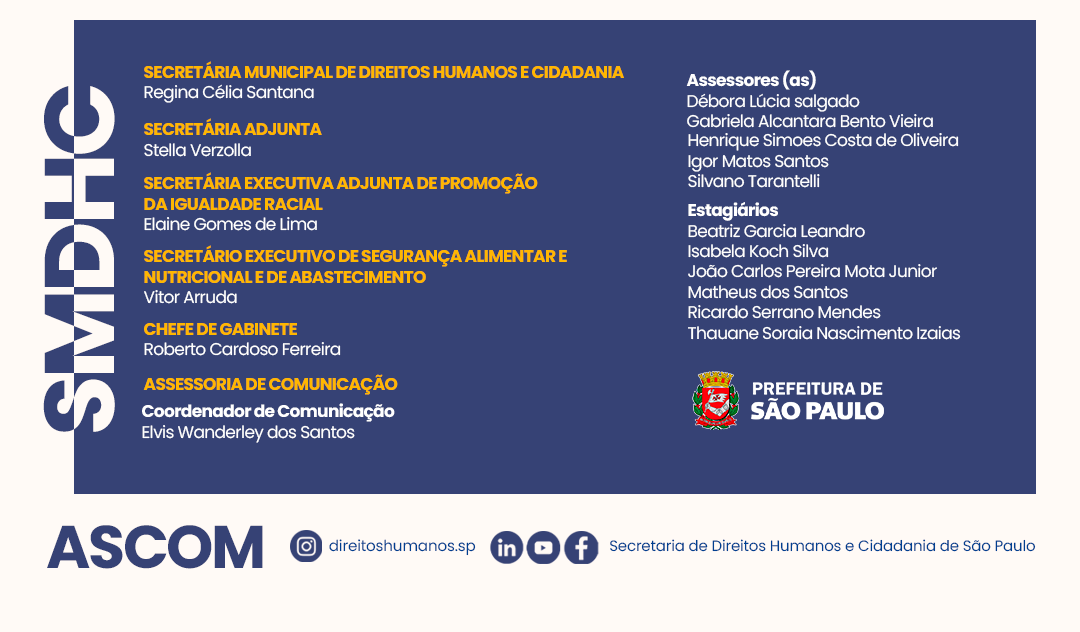 SMDHC
SECRETÁRIA MUNICIPAL DE DIREITOS HUMANOS E CIDADANIA
Regina Célia Santana
SECRETÁRIA ADJUNTA
Stella Verzolla
SECRETÁRIA EXECUTIVA ADJUNTA DE PROMOÇÃO
DA IGUALDADE RACIAL
Elaine Gomes de Lima
SECRETÁRIO EXECUTIVO DE SEGURANÇA ALIMENTAR E
NUTRICIONAL E DE ABASTECIMENTO
Vitor Arruda
CHEFE DE GABINETE
Roberto Cardoso Ferreira
ASSESSORIA DE COMUNICAÇÃO
Coordenador de Comunicação
Elvis Wanderley dos Santos
Assessores (as)
Débora Lúcia salgado
Gabriela Alcantara Bento Vieira
Henrique Simoes Costa de Oliveira
Igor Matos Santos
Silvano Tarantelli
Estagiários
Beatriz Garcia Leandro
Isabela Koch Silva
João Carlos Pereira Mota Junior
Matheus dos Santos
Ricardo Serrano Mendes
Thauane Soraia Nascimento Izaias
PREFEITURA DE
SÃO PAULO
ASCOM
direitoshumanos.sp
Secretaria de Direitos Humanos e Cidadania de São Paulo